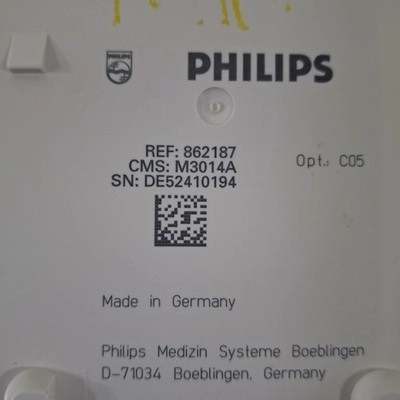 PHILIPS
PHILIPS
REF: 862187
CMS: M3014A
SN: DE52410194
Opt.: C05
Made in Germany
Philips Medizin Systeme Boeblingen
D-71034 Boeblingen, Germany